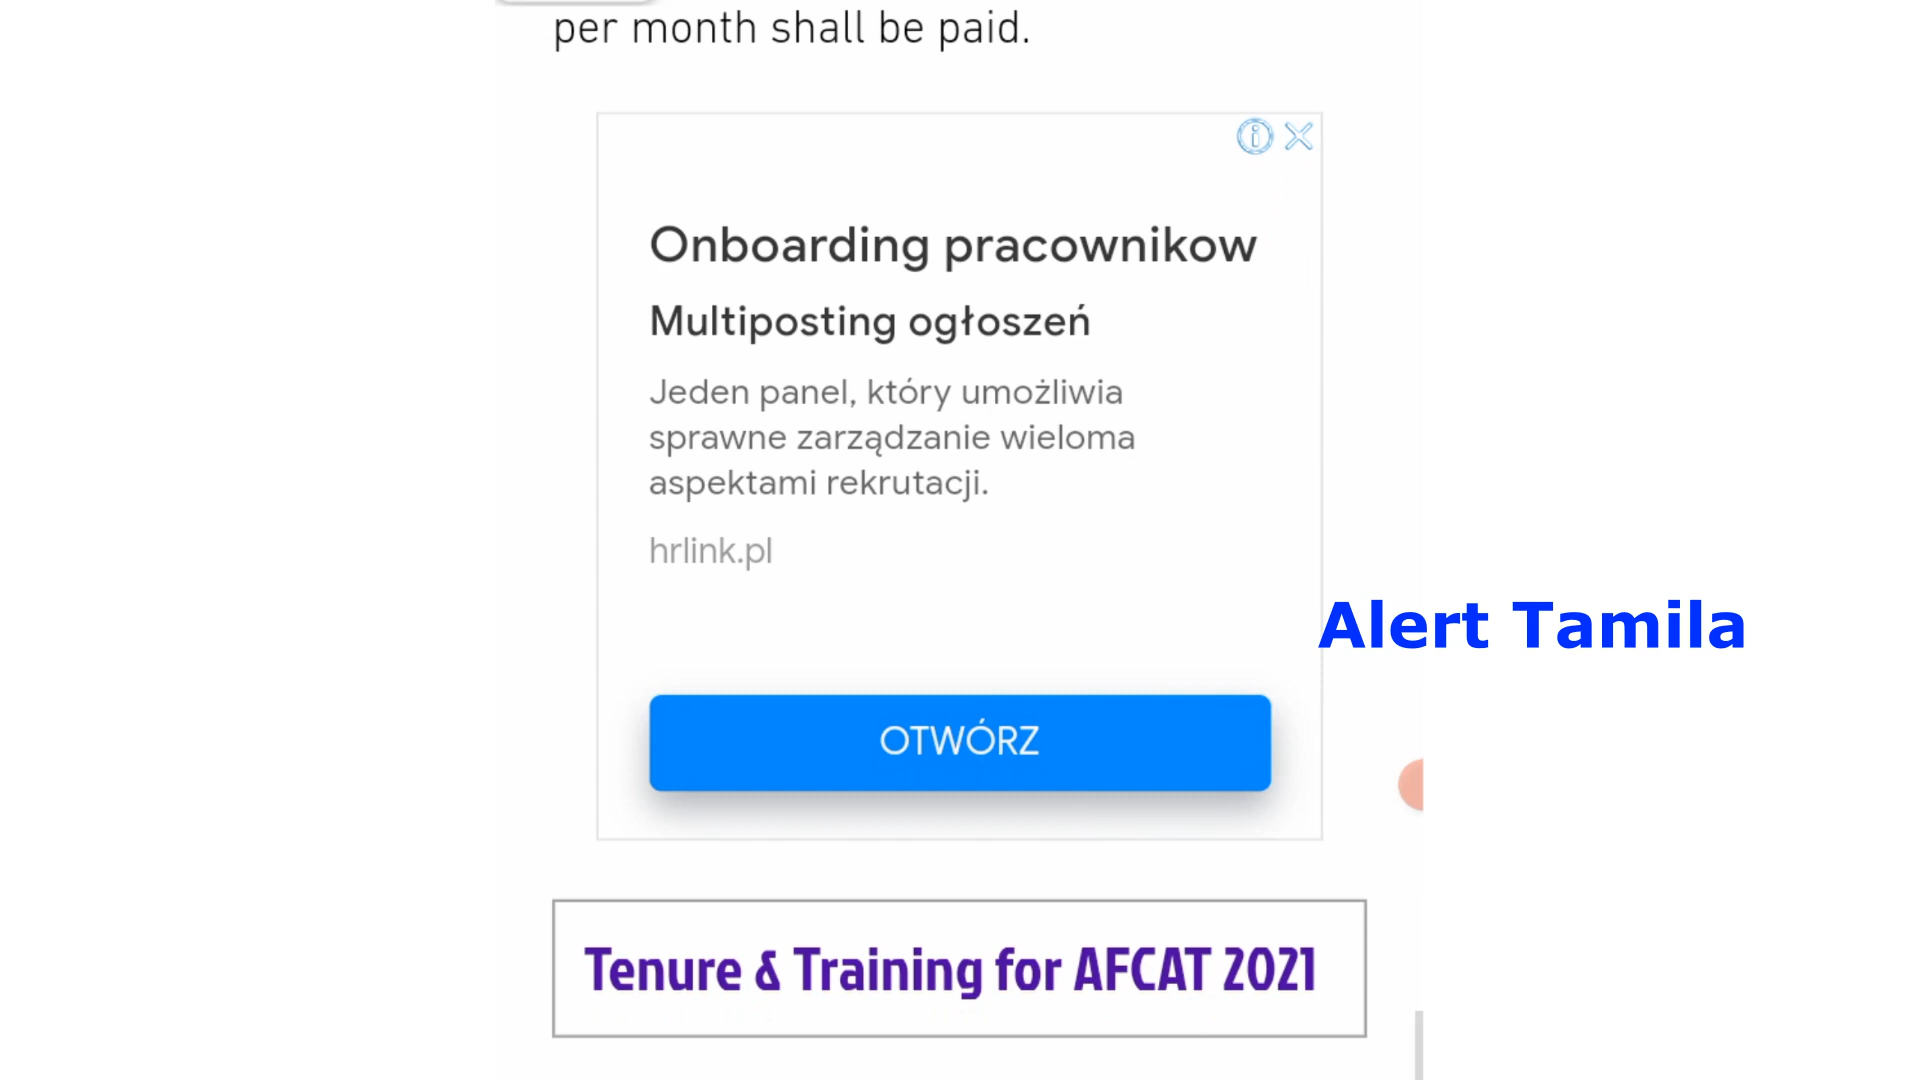 per month shall be paid.
Onboarding pracownikow
Multiposting ogłoszeń
Jeden panel, który umożliwia
sprawne zarządzanie wieloma
aspektami rekrutacji.
hrlink.pl
Alert Tamila
OTWÓRZ
Tenure & Training for AFCAT 2021